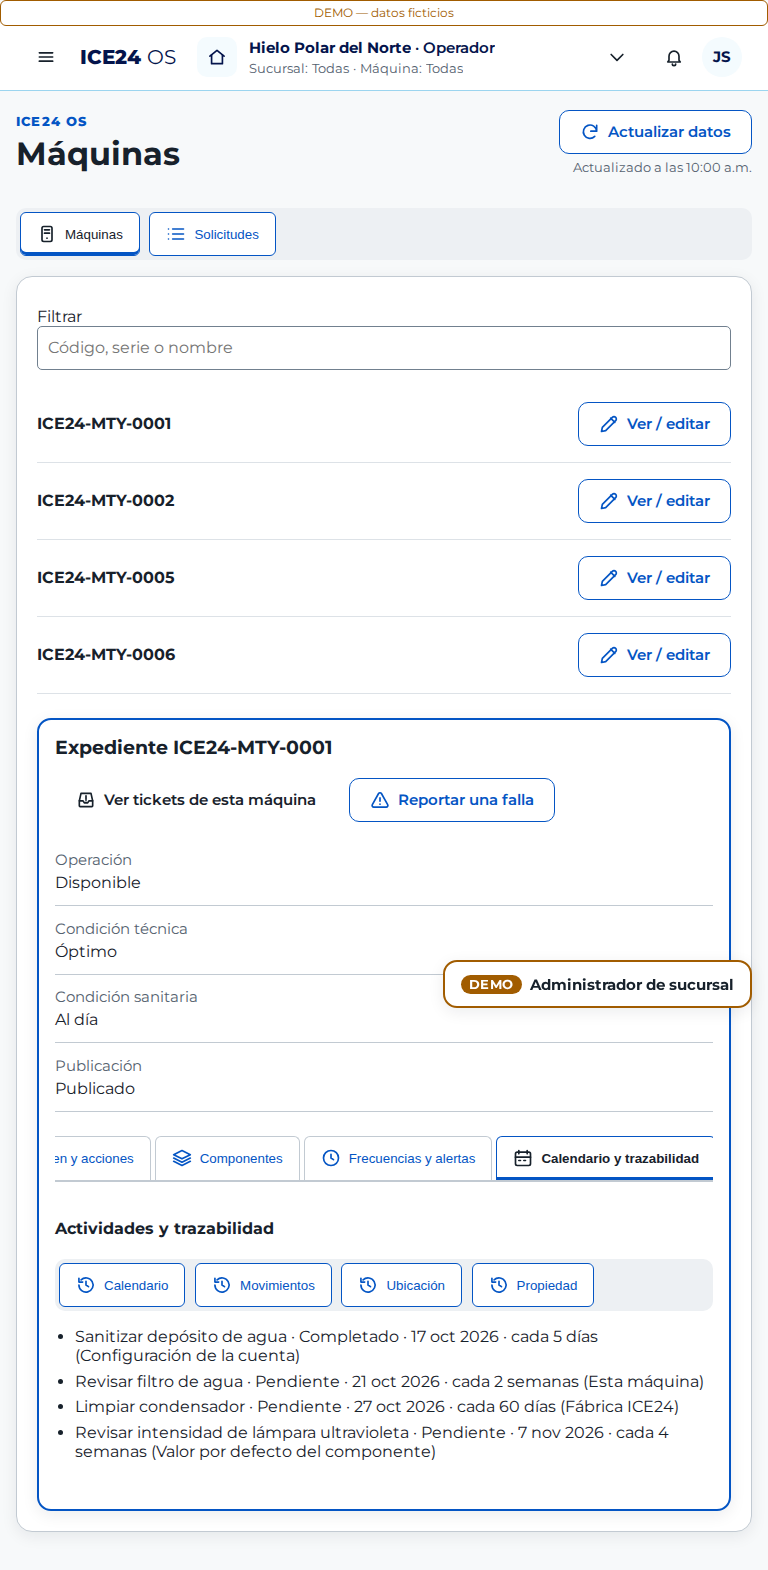 DEMO — datos ficticios
ICE24 OS
Hielo Polar del Norte · Operador
Sucursal: Todas · Máquina: Todas
JS
ICE24 OS
Máquinas
Actualizar datos
Actualizado a las 10:00 a.m.
Máquinas
Solicitudes
Filtrar
Código, serie o nombre
ICE24-MTY-0001
Ver / editar
ICE24-MTY-0002
Ver / editar
ICE24-MTY-0005
Ver / editar
ICE24-MTY-0006
Ver / editar
Expediente ICE24-MTY-0001
Ver tickets de esta máquina
Reportar una falla
Operación
Disponible
Condición técnica
Óptimo
DEMO Administrador de sucursal
Condición sanitaria
Al día
Publicación
Publicado
en y acciones
Componentes
Frecuencias y alertas
Calendario y trazabilidad
Actividades y trazabilidad
Calendario
Movimientos
Ubicación
Propiedad
• Sanitizar depósito de agua · Completado · 17 oct 2026 · cada 5 días
(Configuración de la cuenta)
• Revisar filtro de agua · Pendiente · 21 oct 2026 · cada 2 semanas (Esta máquina)
• Limpiar condensador · Pendiente · 27 oct 2026 · cada 60 días (Fábrica ICE24)
• Revisar intensidad de lámpara ultravioleta · Pendiente · 7 nov 2026 · cada 4
semanas (Valor por defecto del componente)